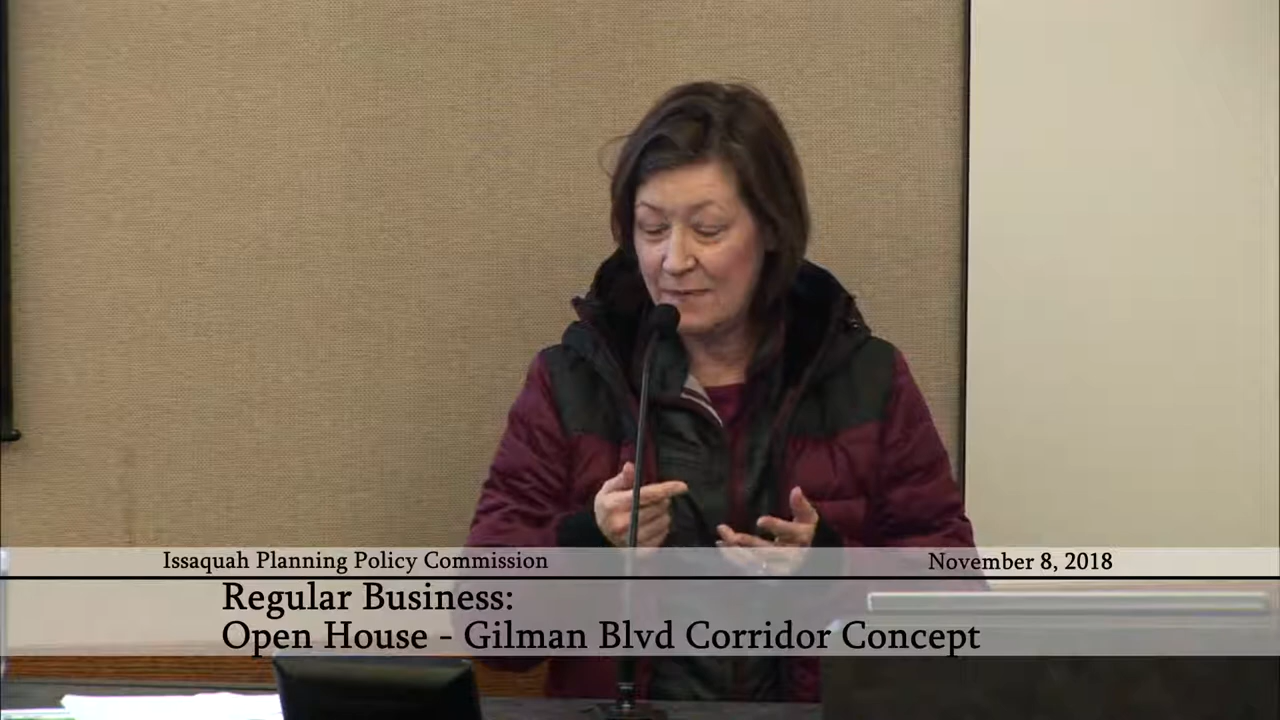 Issaquah Planning Policy Commission
November 8, 2018
Regular Business:
Open House - Gilman Blvd Corridor Concept